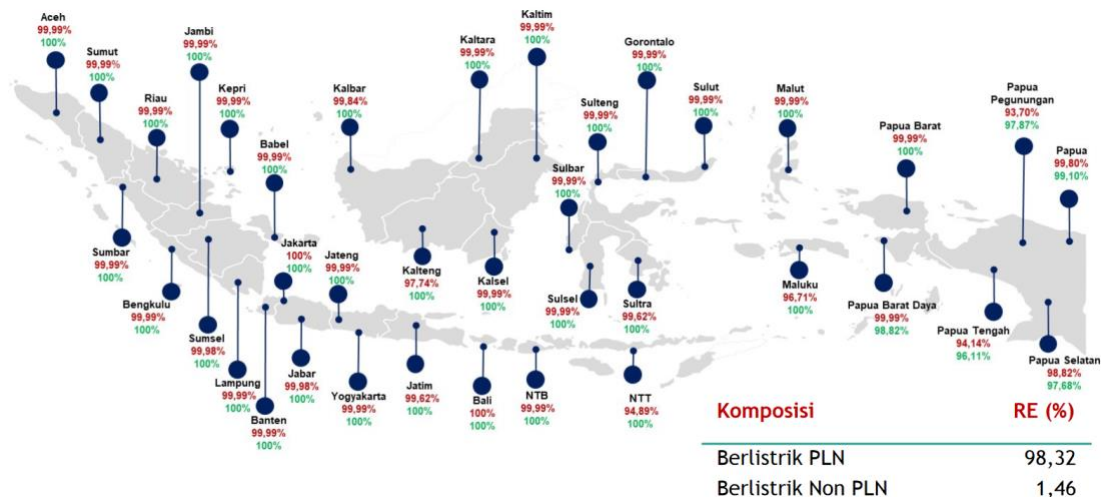 Aceh
99,99%
100%
Sumut
99,99%
100%
Riau
99,99%
100%
Jambi
99,99%
100%
Kepri
99,99%
100%
Babel
99,99%
100%
Kalbar
99,84%
100%
Kaltara
99,99%
100%
Kaltim
99,99%
100%
Sulteng
99,99%
100%
Gorontalo
99,99%
100%
Sulut
99,99%
100%
Malut
99,99%
100%
Papua Barat
99,99%
100%
Papua
Pegunungan
93,70%
97,87%
Papua
99,80%
99,10%
Sulbar
99,99%
100%
Sumbar
99,99%
100%
Bengkulu
99,99%
100%
Sumsel
99,98%
100%
Lampung
99,99%
100%
Banten
99,99%
100%
Jakarta
100%
100%
Jabar
99,98%
100%
Jateng
99,99%
100%
Yogyakarta
99,99%
100%
Jatim
99,62%
100%
Kalteng
97,74%
100%
Kalsel
99,99%
100%
Bali
100%
100%
NTB
99,99%
100%
Sulsel
99,99%
100%
Sultra
99,62%
100%
NTT
94,89%
100%
Maluku
96,71%
100%
Papua Barat Daya
99,99%
98,82%
Papua Tengah
94,14%
96,11%
Papua Selatan
98,82%
97,68%
Komposisi RE (%)
Berlistrik PLN 98,32
Berlistrik Non PLN 1,46